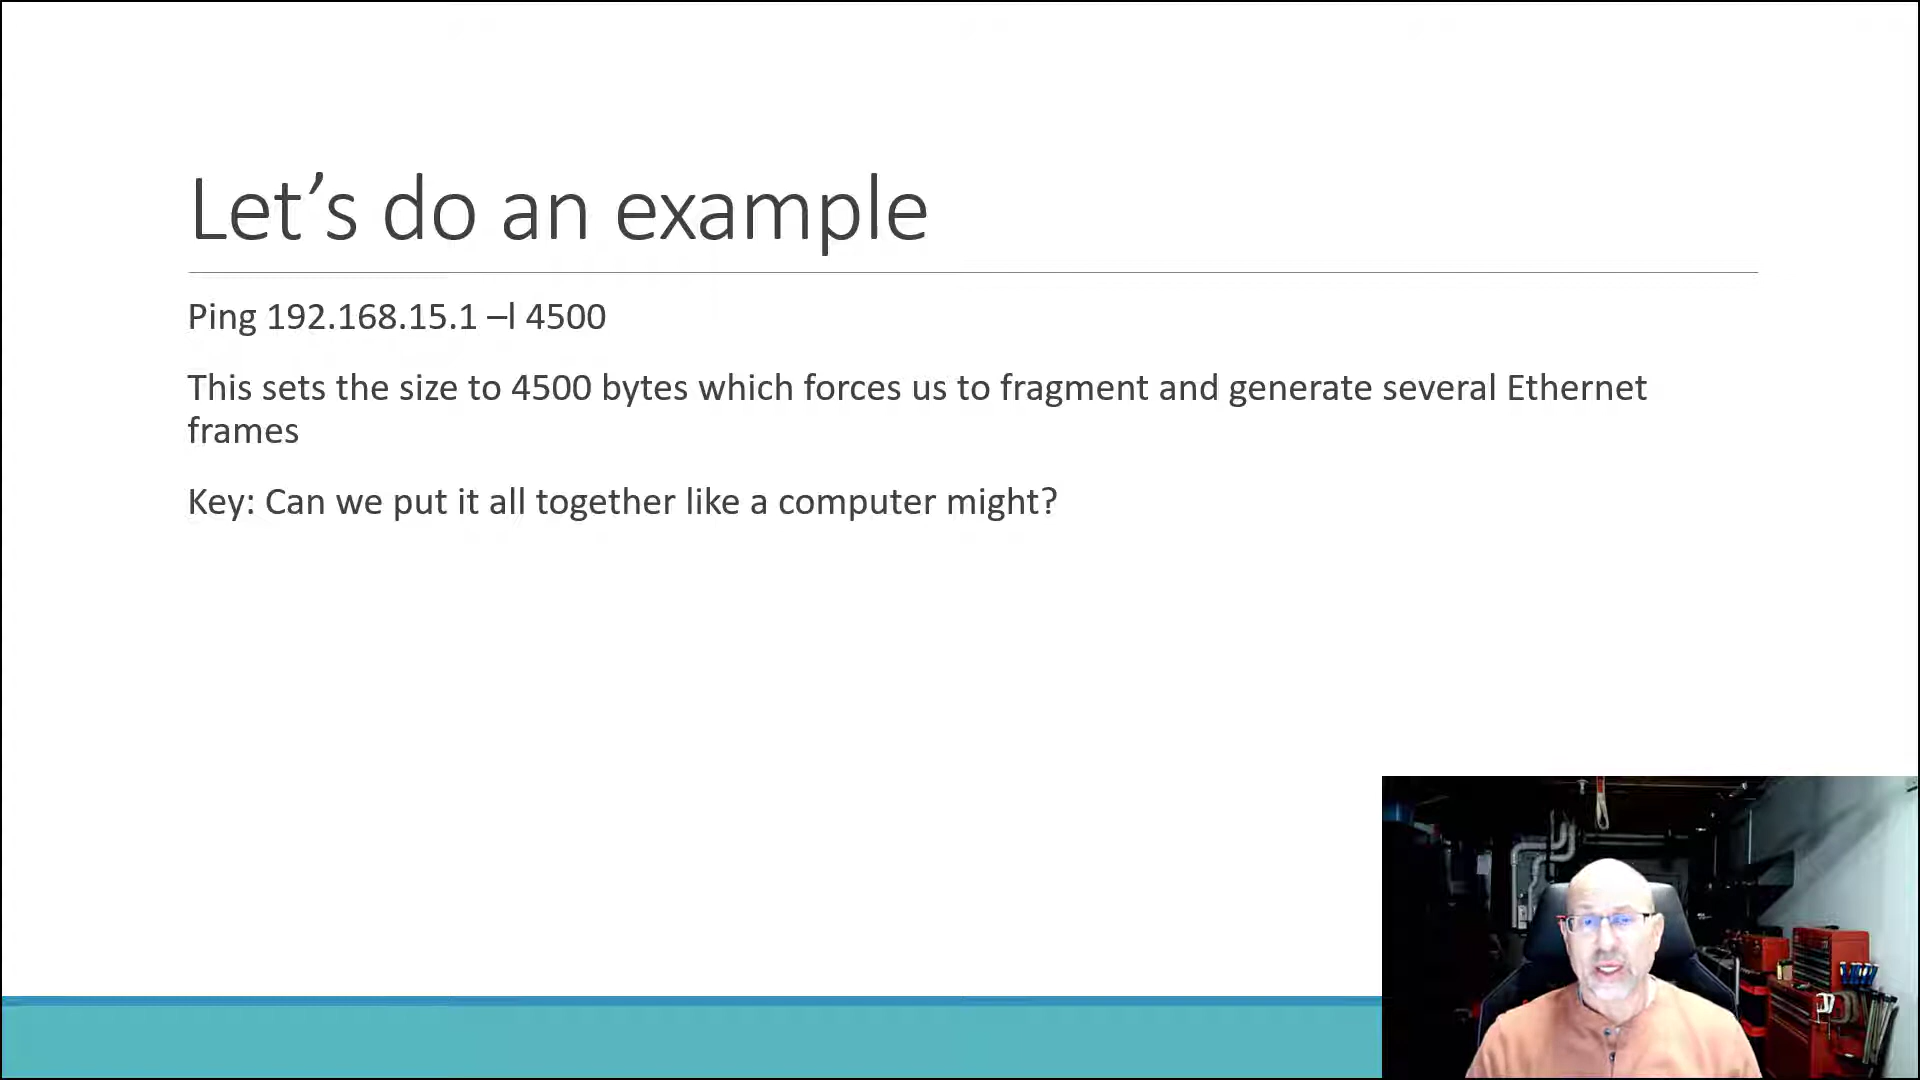 Let’s do an example
Ping 192.168.15.1 –l 4500
This sets the size to 4500 bytes which forces us to fragment and generate several Ethernet
frames
Key: Can we put it all together like a computer might?